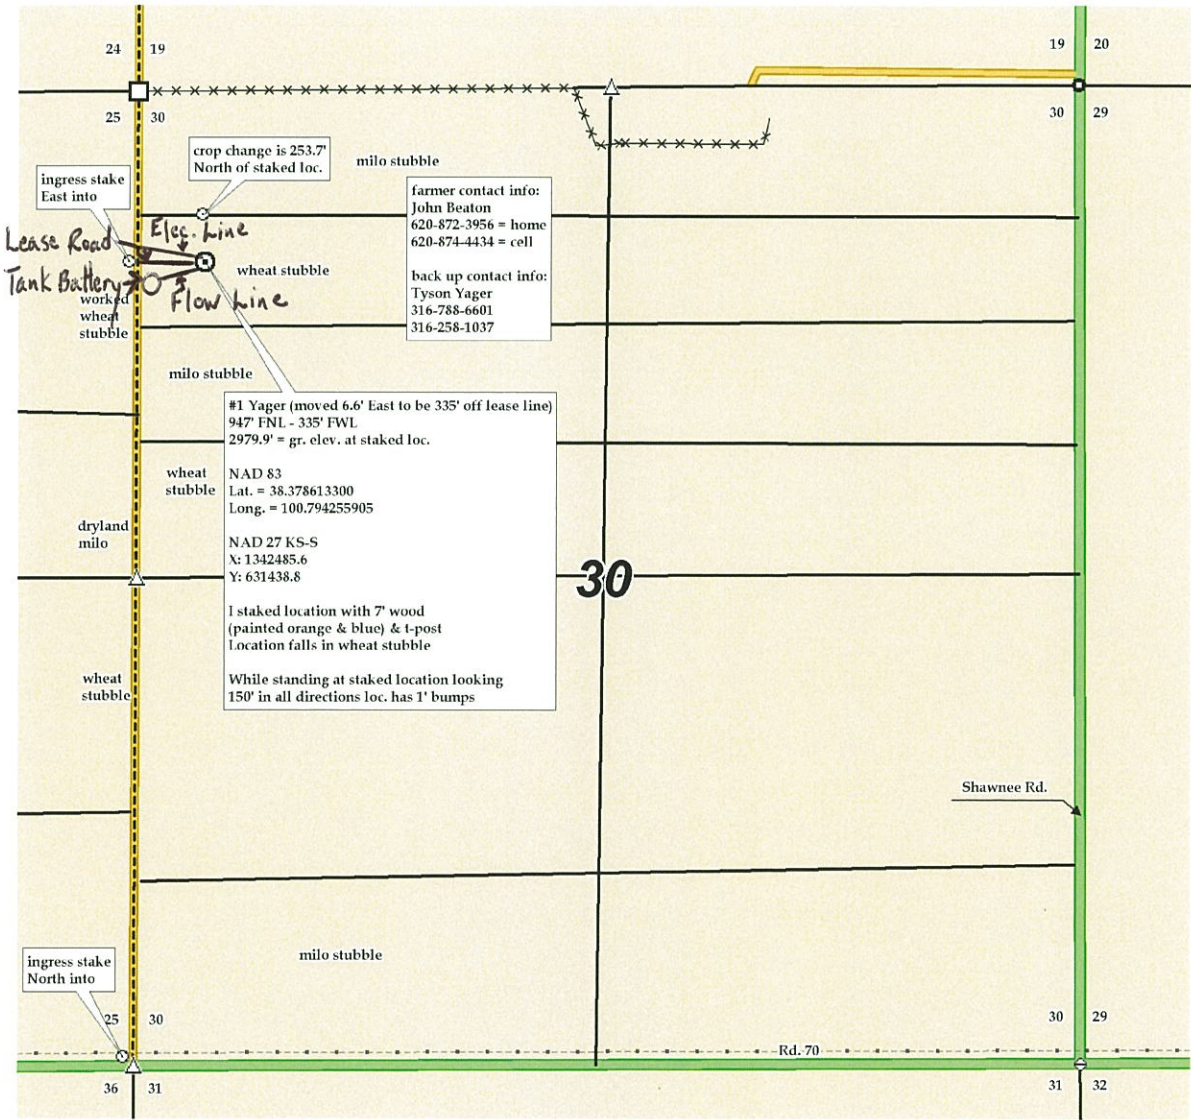 24 19
19 20
25 30
30 29
crop change is 253.7'
North of staked loc.
milo stubble
ingress stake
East into
farmer contact info:
John Beaton
620-872-3956 = home
620-874-4434 = cell
back up contact info:
Tyson Yager
316-788-6601
316-258-1037
Elec. Line
Lease Road
wheat stubble
Tank Battery
Flow Line
worked
wheat
stubble
milo stubble
#1 Yager (moved 6.6' East to be 335' off lease line)
947' FNL - 335' FWL
2979.9' = gr. elev. at staked loc.
NAD 83
Lat. = 38.378613300
Long. = 100.794255905
NAD 27 KS-S
X: 1342485.6
Y: 631438.8
I staked location with 7' wood
(painted orange & blue) & t-post
Location falls in wheat stubble
While standing at staked location looking
150' in all directions loc. has 1' bumps
wheat
stubble
dryland
milo
30
wheat
stubble
Shawnee Rd.
milo stubble
ingress stake
North into
25 30
30 29
Rd. 70
36 31
31 32